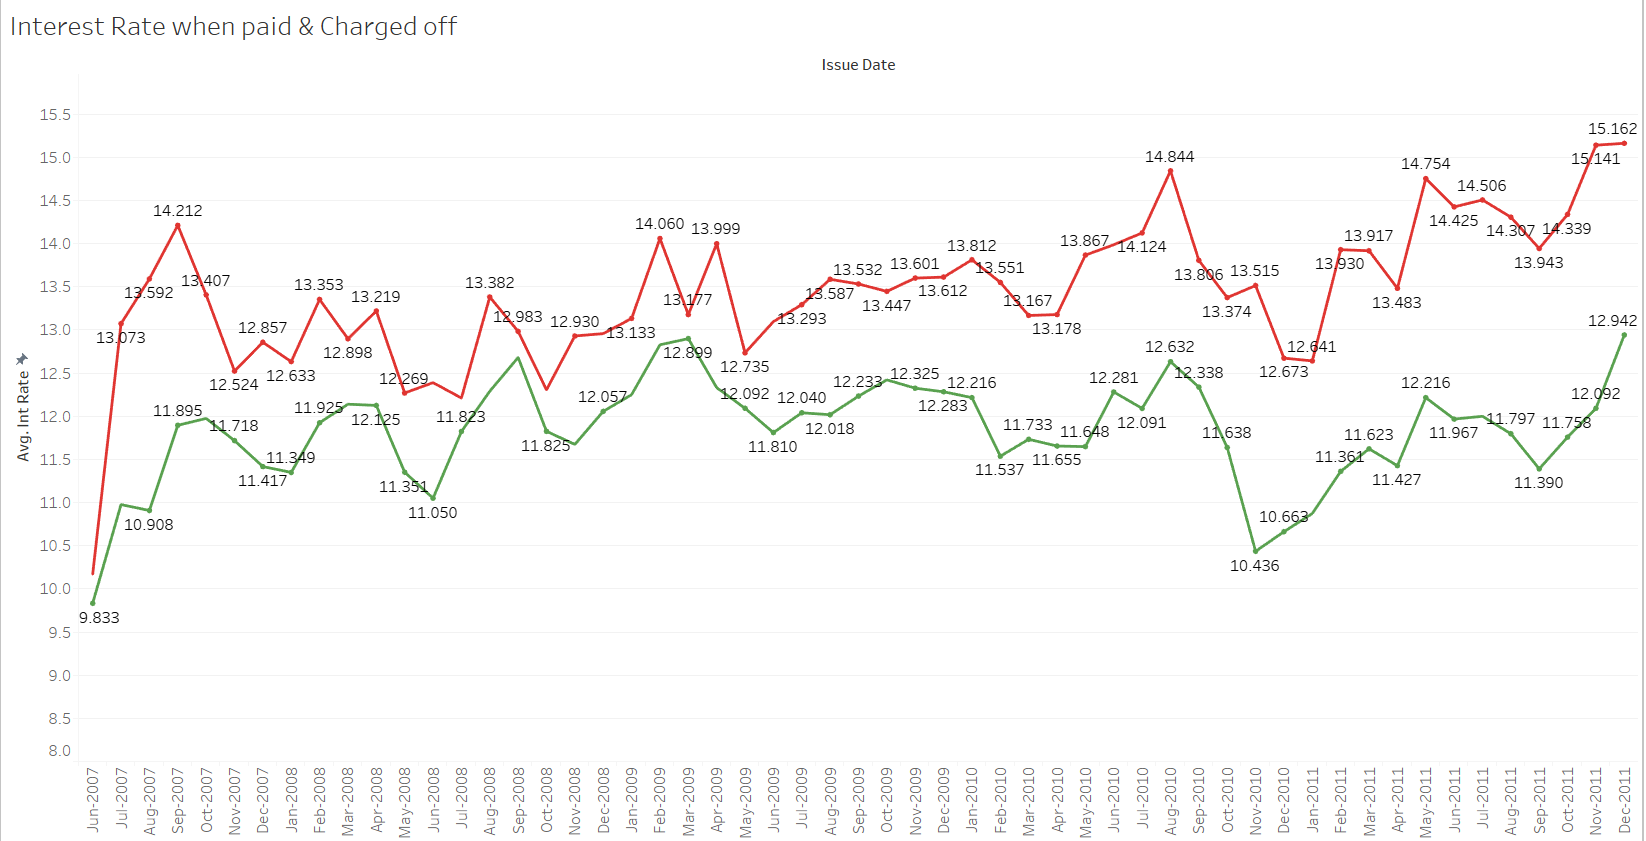 Interest Rate when paid & Charged off
Issue Date
Avg. Int Rate
15.5
15.0
14.5
14.0
13.5
13.0
12.5
12.0
11.5
11.0
10.5
10.0
9.5
9.0
8.5
8.0
13.073
13.592
14.212
13.407
12.524
12.857
12.633
13.353
12.898
13.219
12.269
13.382
12.983
12.930
13.133
14.060
13.177
13.999
12.735
13.293
13.587
13.532
13.447
13.601
13.612
13.812
13.551
13.167
13.178
13.867
14.124
14.844
13.806
13.374
13.515
12.673
12.641
13.930
13.917
13.483
14.754
14.425
14.506
14.307
13.943
14.339
15.141
15.162
9.833
10.908
11.895
11.718
11.417
11.349
11.925
12.125
11.351
11.050
11.823
11.825
12.057
12.899
12.092
11.810
12.040
12.018
12.233
12.325
12.283
12.216
11.537
11.733
11.655
11.648
12.281
12.091
12.632
12.338
11.638
10.436
10.663
11.361
11.623
11.427
12.216
11.967
11.797
11.390
11.758
12.092
12.942
Jun-2007
Jul-2007
Aug-2007
Sep-2007
Oct-2007
Nov-2007
Dec-2007
Jan-2008
Feb-2008
Mar-2008
Apr-2008
May-2008
Jun-2008
Jul-2008
Aug-2008
Sep-2008
Oct-2008
Nov-2008
Dec-2008
Jan-2009
Feb-2009
Mar-2009
Apr-2009
May-2009
Jun-2009
Jul-2009
Aug-2009
Sep-2009
Oct-2009
Nov-2009
Dec-2009
Jan-2010
Feb-2010
Mar-2010
Apr-2010
May-2010
Jun-2010
Jul-2010
Aug-2010
Sep-2010
Oct-2010
Nov-2010
Dec-2010
Jan-2011
Feb-2011
Mar-2011
Apr-2011
May-2011
Jun-2011
Jul-2011
Aug-2011
Sep-2011
Oct-2011
Nov-2011
Dec-2011